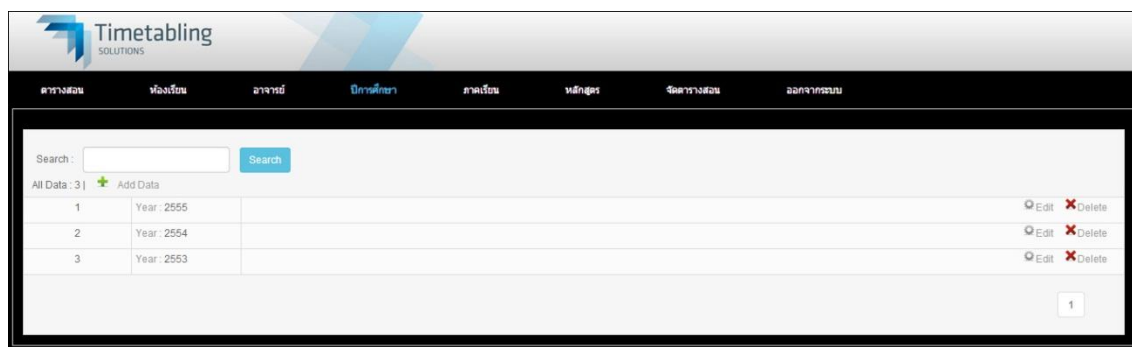 Timetabling
SOLUTIONS
ตารางสอน ห้องเรียน อาจารย์ ปีการศึกษา ภาคเรียน หลักสูตร จัดตารางสอน ออกจากระบบ
Search : Search
All Data : 3 | Add Data
1 Year : 2555 Edit Delete
2 Year : 2554 Edit Delete
3 Year : 2553 Edit Delete
1